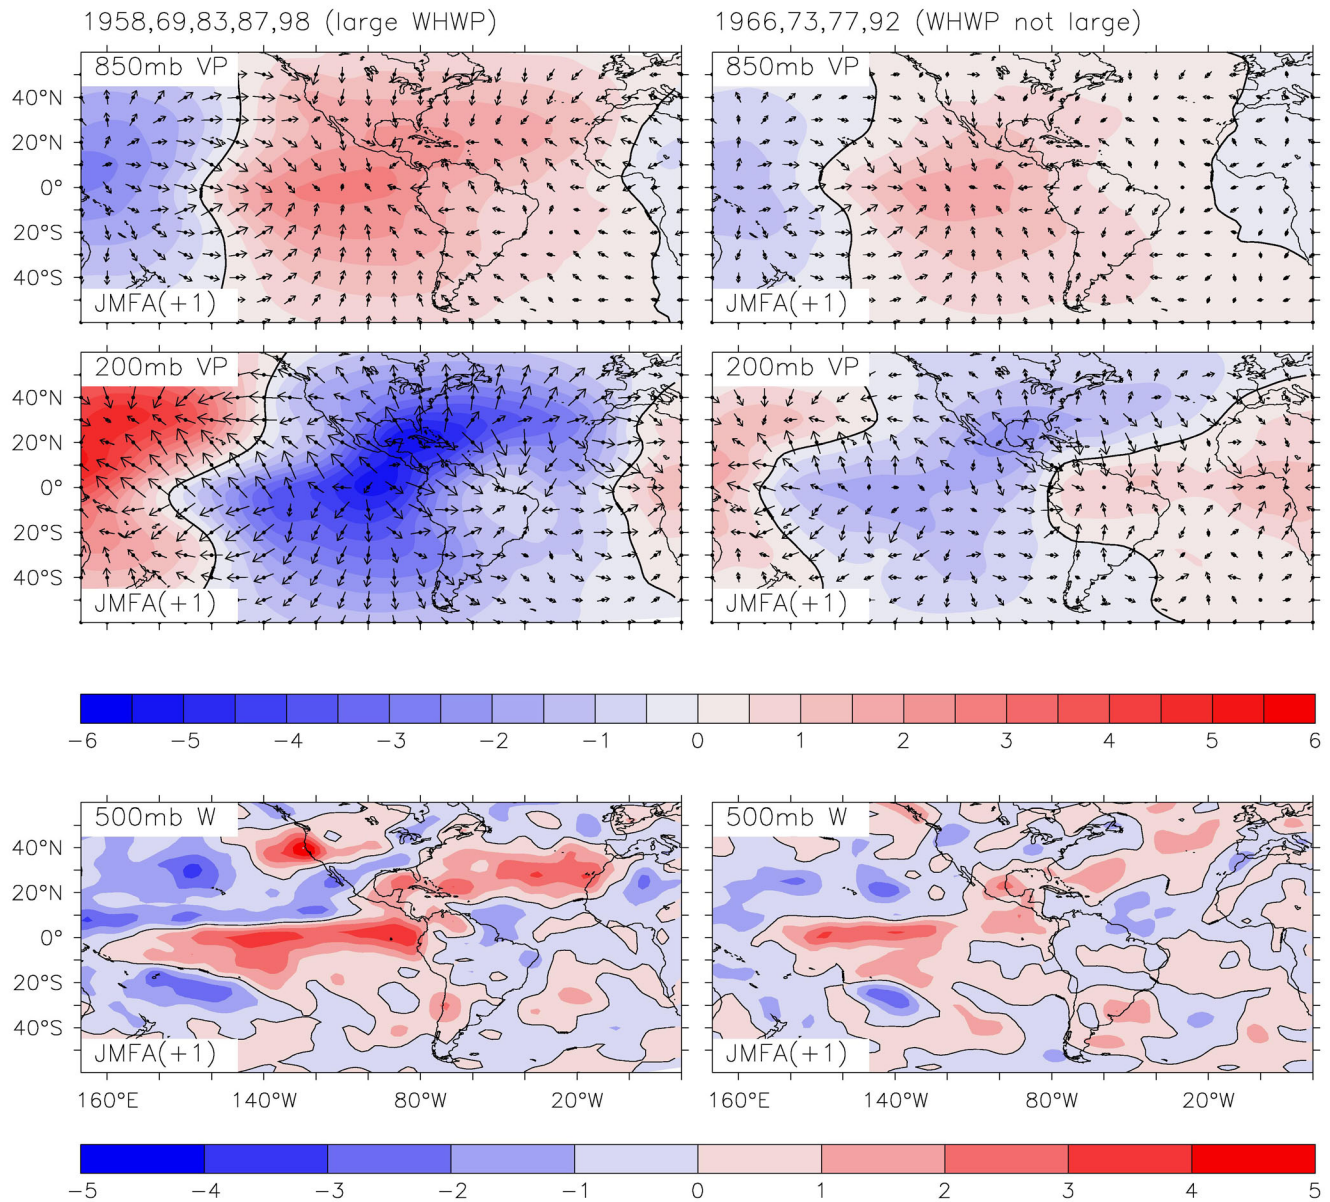 1958,69,83,87,98 (large WHWP)
1966,73,77,92 (WHWP not large)
850mb VP
850mb VP
40°N
20°N
0°
20°S
40°S
JMFA(+1)
JMFA(+1)
200mb VP
200mb VP
40°N
20°N
0°
20°S
40°S
JMFA(+1)
JMFA(+1)
−6 −5 −4 −3 −2 −1 0 1 2 3 4 5 6
500mb W
500mb W
40°N
20°N
0°
20°S
40°S
JMFA(+1)
JMFA(+1)
160°E 140°W 80°W 20°W
160°E 140°W 80°W 20°W
−5 −4 −3 −2 −1 0 1 2 3 4 5